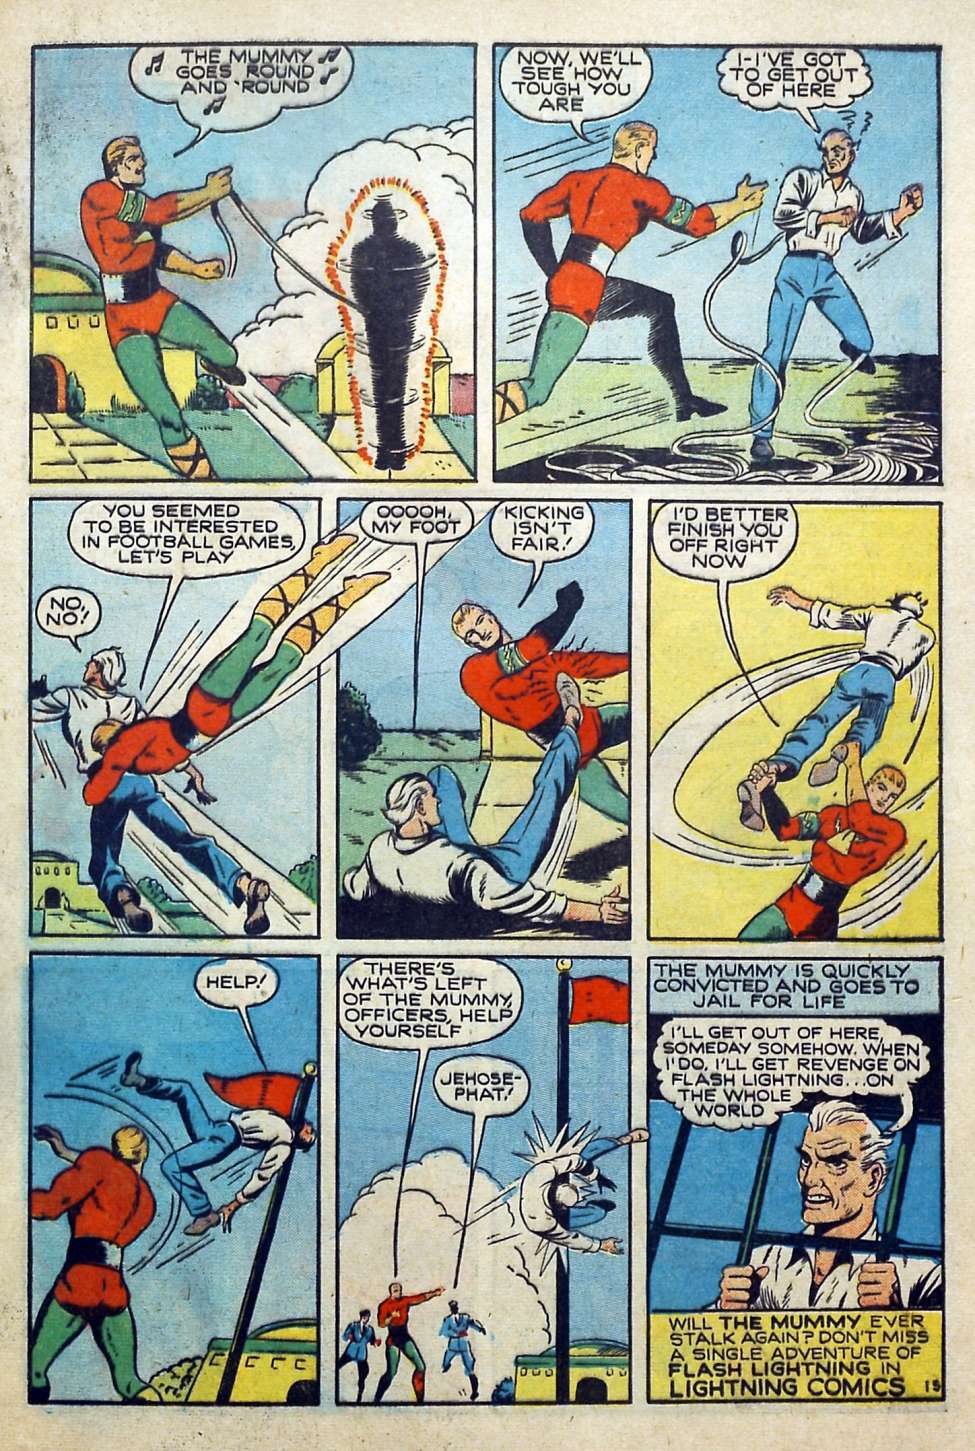 THE MUMMY
GOES 'ROUND
AND 'ROUND
NOW, WE'LL
SEE HOW
TOUGH YOU
ARE
I-I'VE GOT
TO GET OUT
OF HERE
YOU SEEMED
TO BE INTERESTED
IN FOOTBALL GAMES,
LET'S PLAY
NO,
NO!
OOOOH,
MY FOOT
KICKING
ISN'T
FAIR!
I'D BETTER
FINISH YOU
OFF RIGHT
NOW
HELP!
THERE'S
WHAT'S LEFT
OF THE MUMMY,
OFFICERS, HELP
YOURSELF
JEHOSE-
PHAT!
THE MUMMY IS QUICKLY
CONVICTED AND GOES TO
JAIL FOR LIFE
I'LL GET OUT OF HERE,
SOMEDAY SOMEHOW. WHEN
I DO, I'LL GET REVENGE ON
FLASH LIGHTNING...ON
THE WHOLE
WORLD
WILL THE MUMMY EVER
STALK AGAIN? DON'T MISS
A SINGLE ADVENTURE OF
FLASH LIGHTNING IN
LIGHTNING COMICS 15